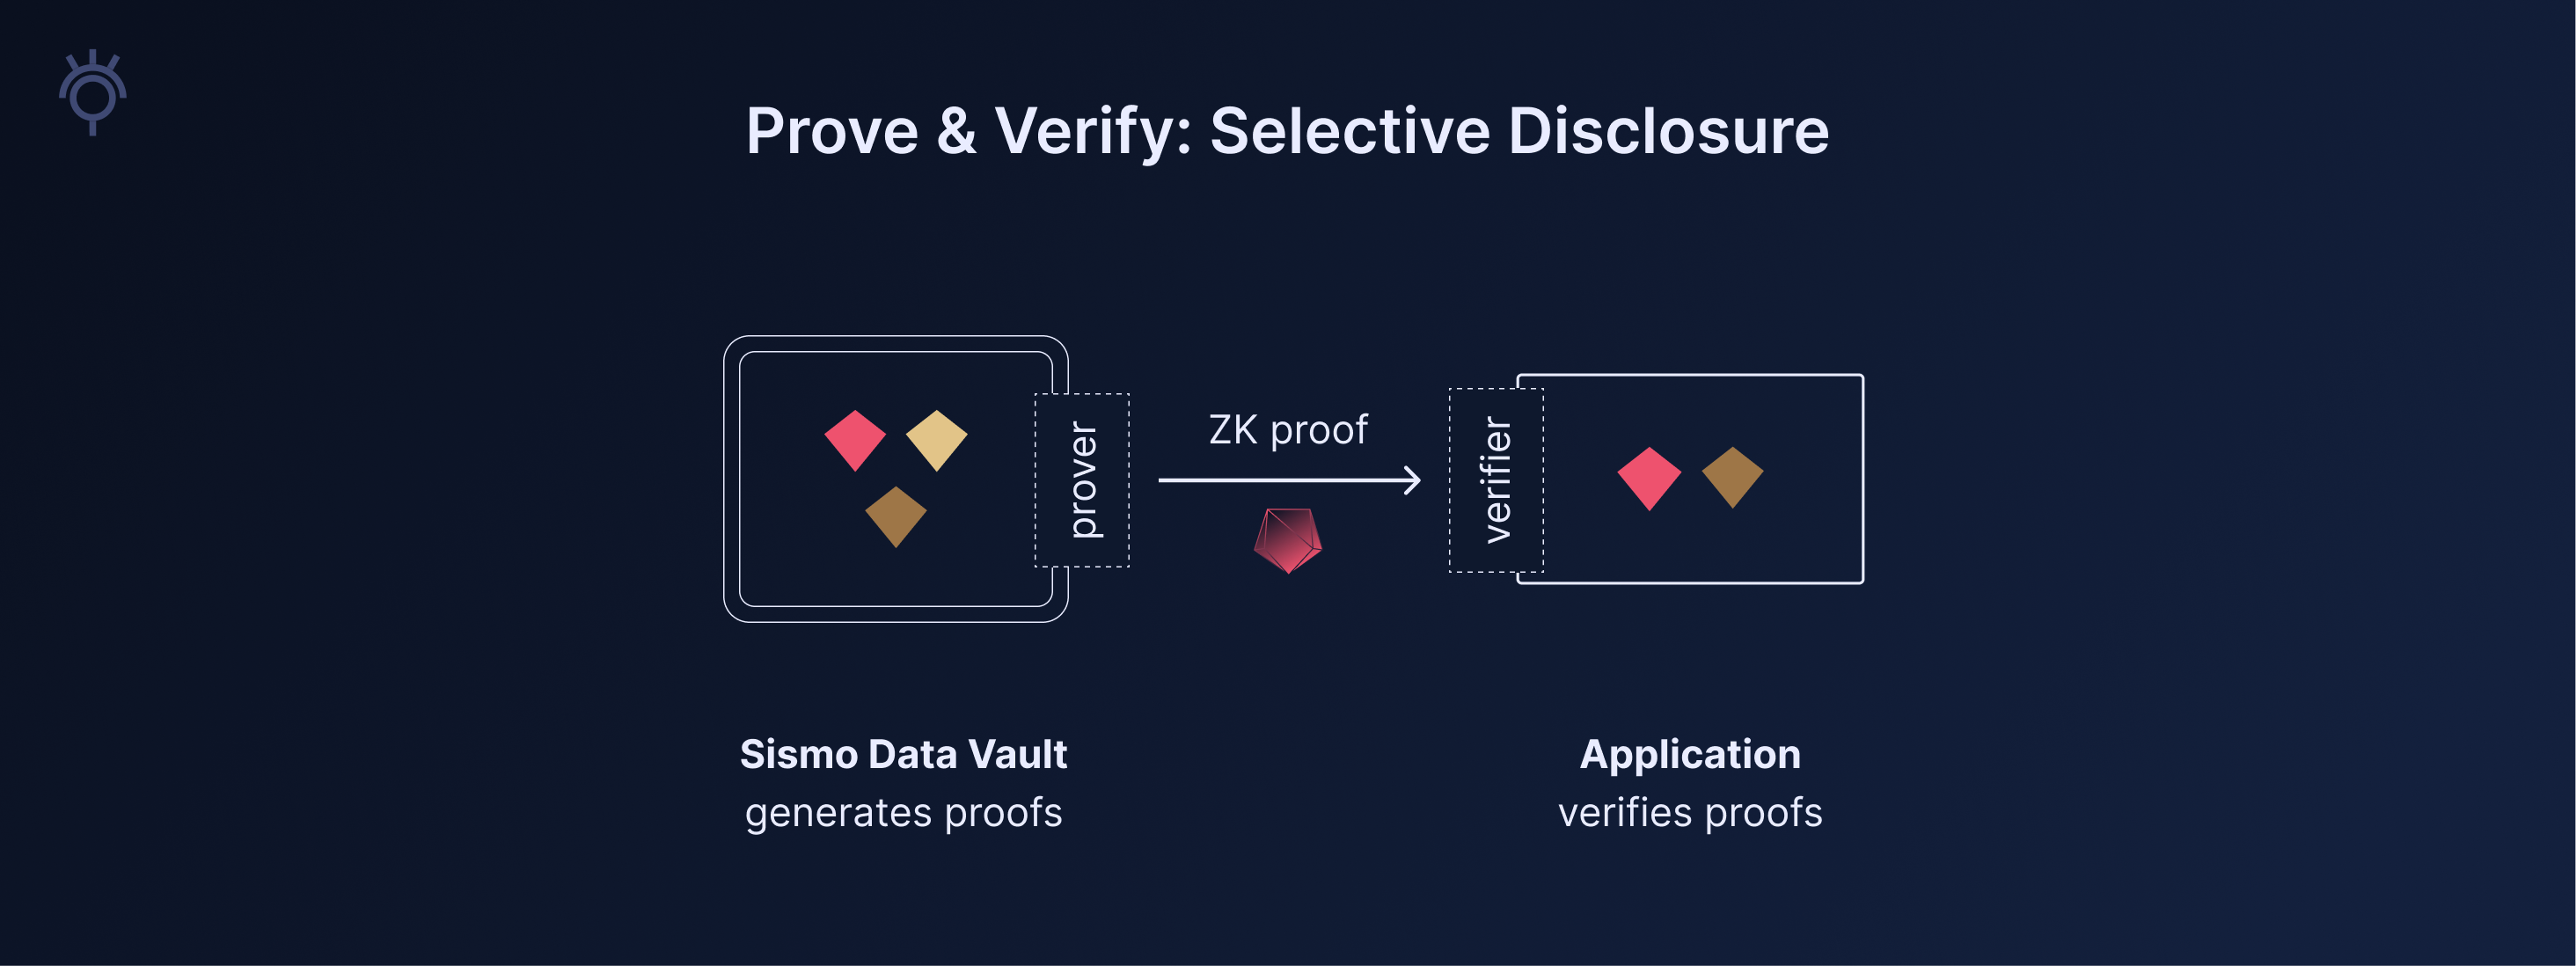 Prove & Verify: Selective Disclosure
prover
ZK proof
verifier
Sismo Data Vault
generates proofs
Application
verifies proofs